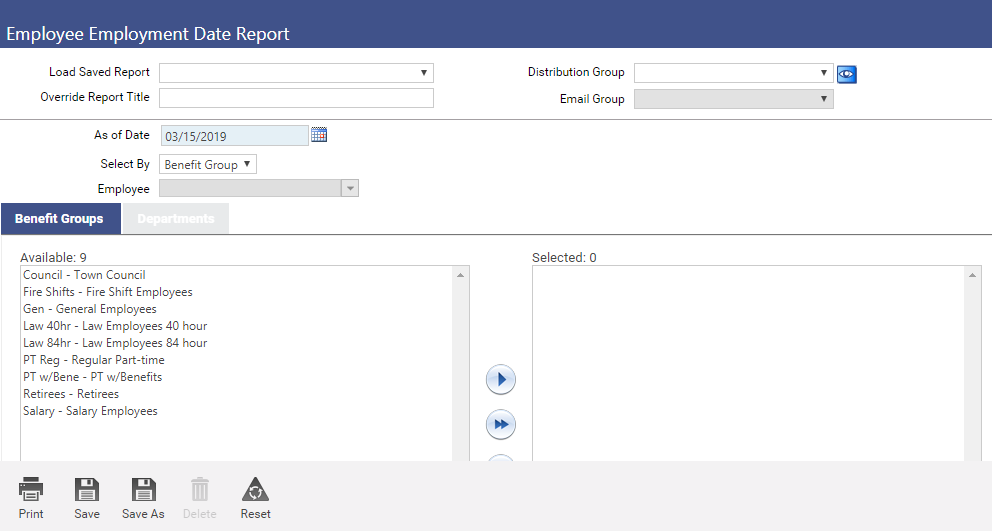 Employee Employment Date Report
Load Saved Report
Distribution Group
Override Report Title
Email Group
As of Date 03/15/2019
Select By Benefit Group
Employee
Benefit Groups Departments
Available: 9
Selected: 0
Council - Town Council
Fire Shifts - Fire Shift Employees
Gen - General Employees
Law 40hr - Law Employees 40 hour
Law 84hr - Law Employees 84 hour
PT Reg - Regular Part-time
PT w/Bene - PT w/Benefits
Retirees - Retirees
Salary - Salary Employees
Print Save Save As Delete Reset